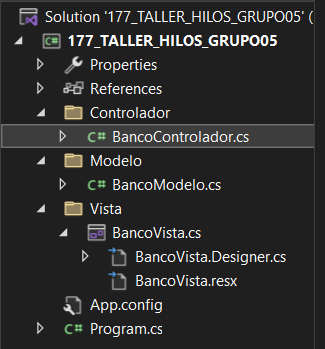 Solution '177_TALLER_HILOS_GRUPO05' (
177_TALLER_HILOS_GRUPO05
Properties
References
Controlador
C# BancoControlador.cs
Modelo
C# BancoModelo.cs
Vista
BancoVista.cs
BancoVista.Designer.cs
BancoVista.resx
App.config
C# Program.cs